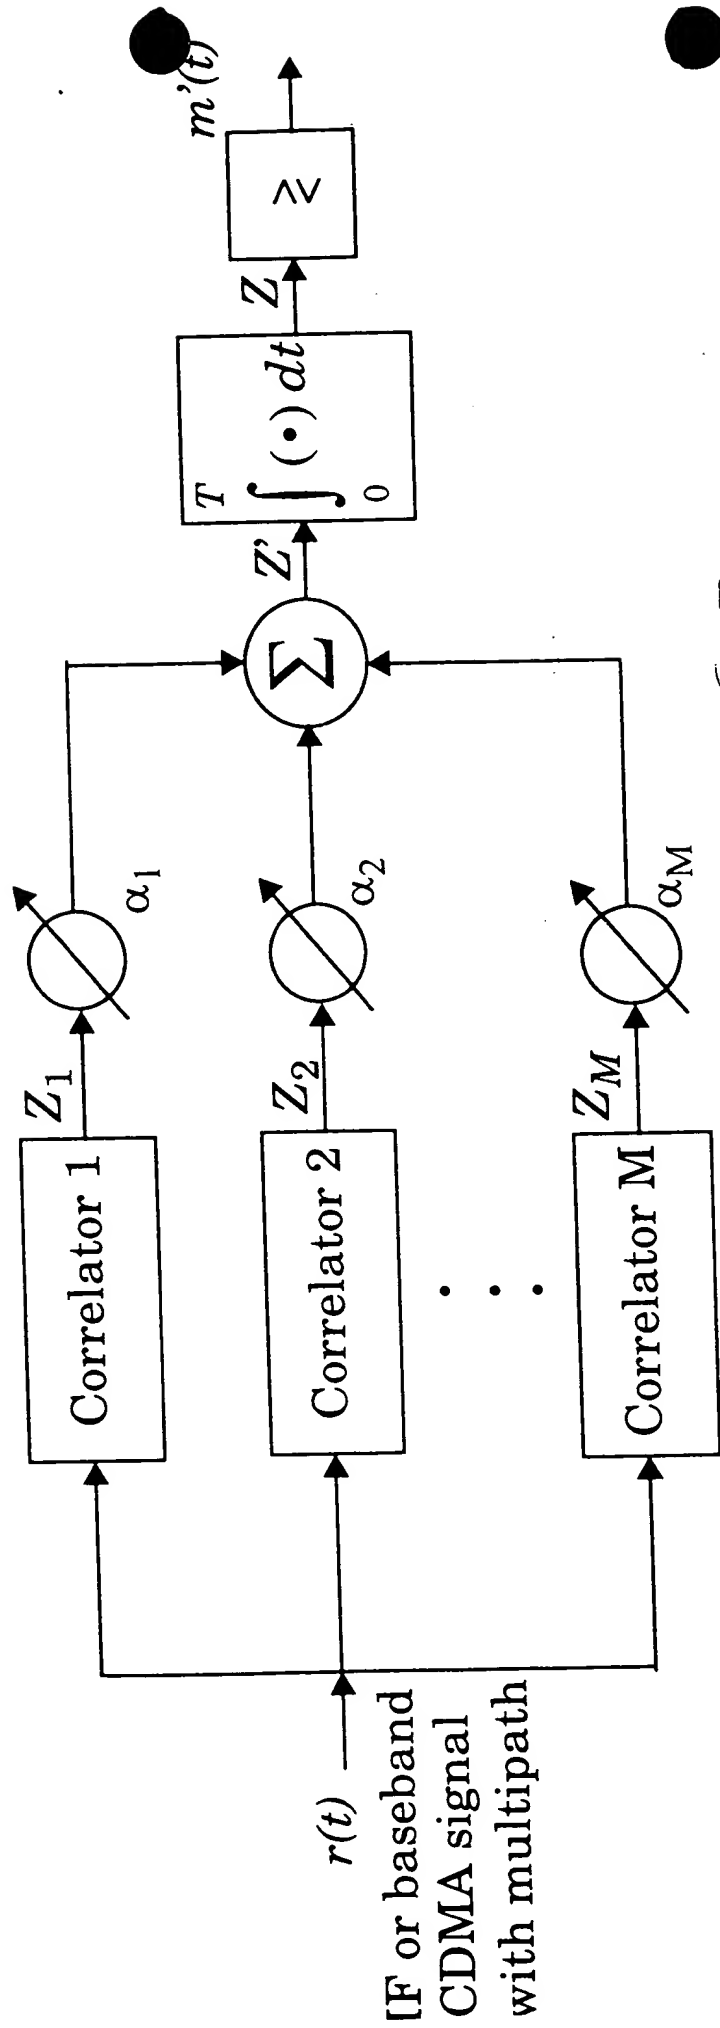 r(t)
IF or baseband
CDMA signal
with multipath
Correlator 1
Z1
α1
Correlator 2
Z2
α2
Correlator M
ZM
αM
Σ
Z’
T
∫ (•) dt
0
Z
≷
m’(t)